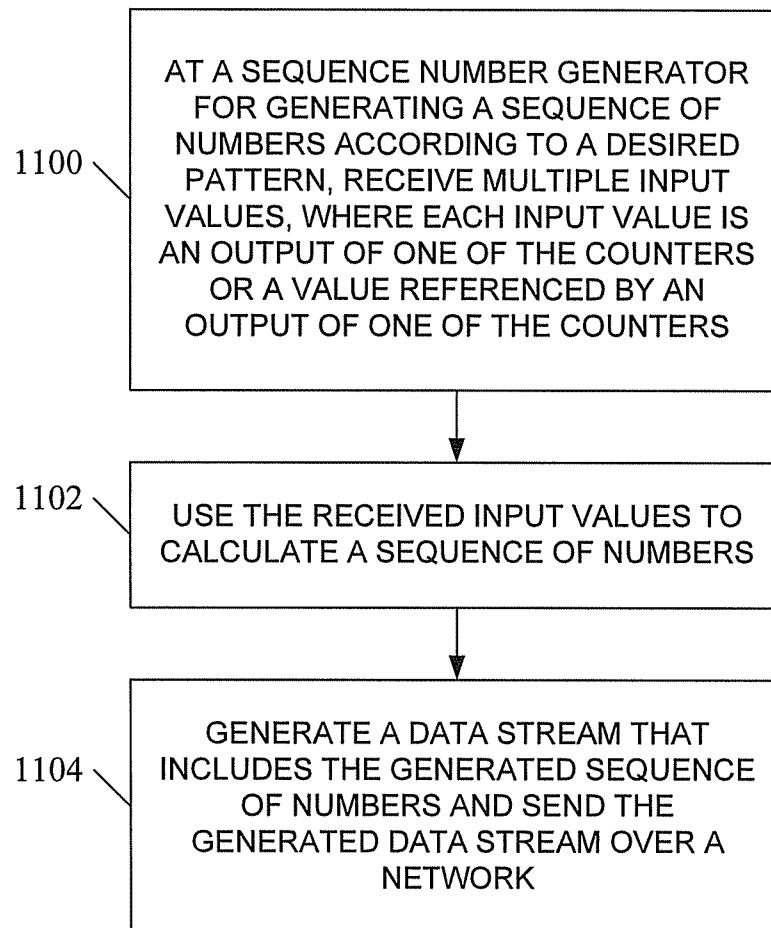 AT A SEQUENCE NUMBER GENERATOR
FOR GENERATING A SEQUENCE OF
NUMBERS ACCORDING TO A DESIRED
PATTERN, RECEIVE MULTIPLE INPUT
VALUES, WHERE EACH INPUT VALUE IS
AN OUTPUT OF ONE OF THE COUNTERS
OR A VALUE REFERENCED BY AN
OUTPUT OF ONE OF THE COUNTERS
1100
USE THE RECEIVED INPUT VALUES TO
CALCULATE A SEQUENCE OF NUMBERS
1102
GENERATE A DATA STREAM THAT
INCLUDES THE GENERATED SEQUENCE
OF NUMBERS AND SEND THE
GENERATED DATA STREAM OVER A
NETWORK
1104